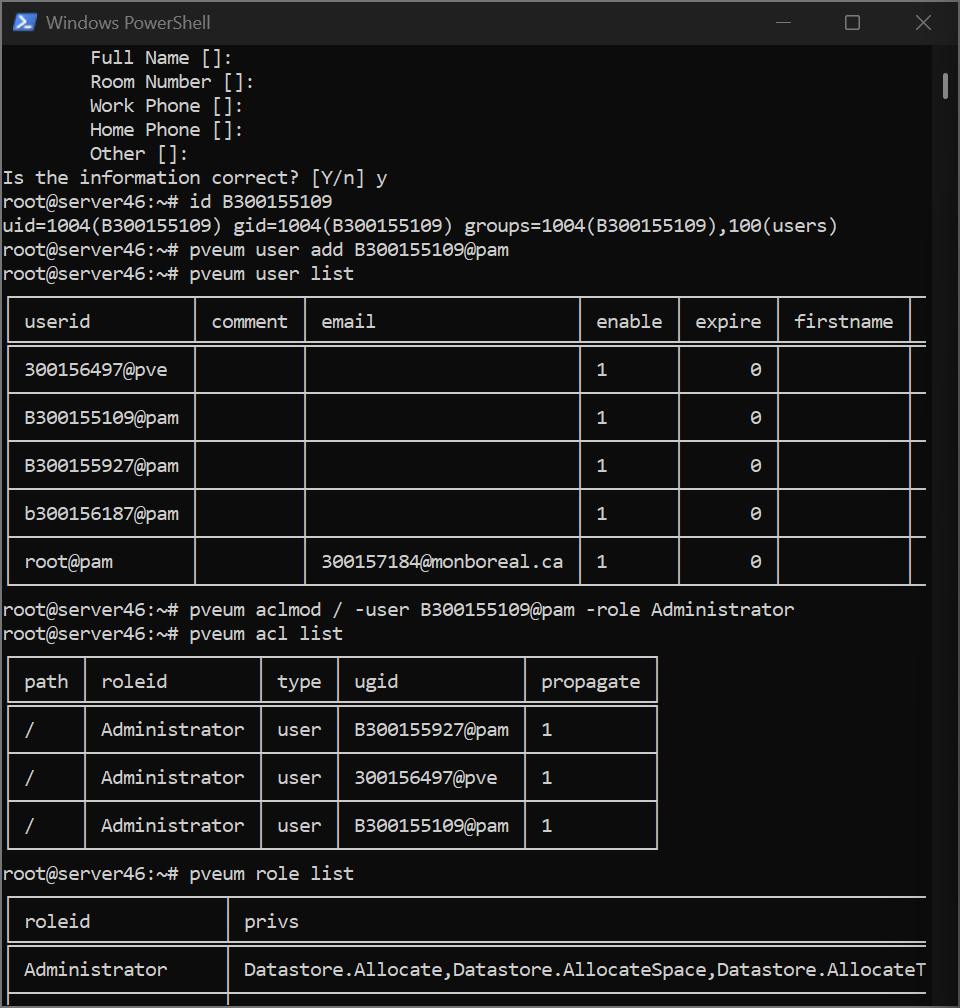 Windows PowerShell
Full Name []:
Room Number []:
Work Phone []:
Home Phone []:
Other []:
Is the information correct? [Y/n] y
root@server46:~# id B300155109
uid=1004(B300155109) gid=1004(B300155109) groups=1004(B300155109),100(users)
root@server46:~# pveum user add B300155109@pam
root@server46:~# pveum user list
userid comment email enable expire firstname
300156497@pve 1 0
B300155109@pam 1 0
B300155927@pam 1 0
b300156187@pam 1 0
root@pam 300157184@monboreal.ca 1 0
root@server46:~# pveum aclmod / -user B300155109@pam -role Administrator
root@server46:~# pveum acl list
path roleid type ugid propagate
/ Administrator user B300155927@pam 1
/ Administrator user 300156497@pve 1
/ Administrator user B300155109@pam 1
root@server46:~# pveum role list
roleid privs
Administrator Datastore.Allocate,Datastore.AllocateSpace,Datastore.AllocateT